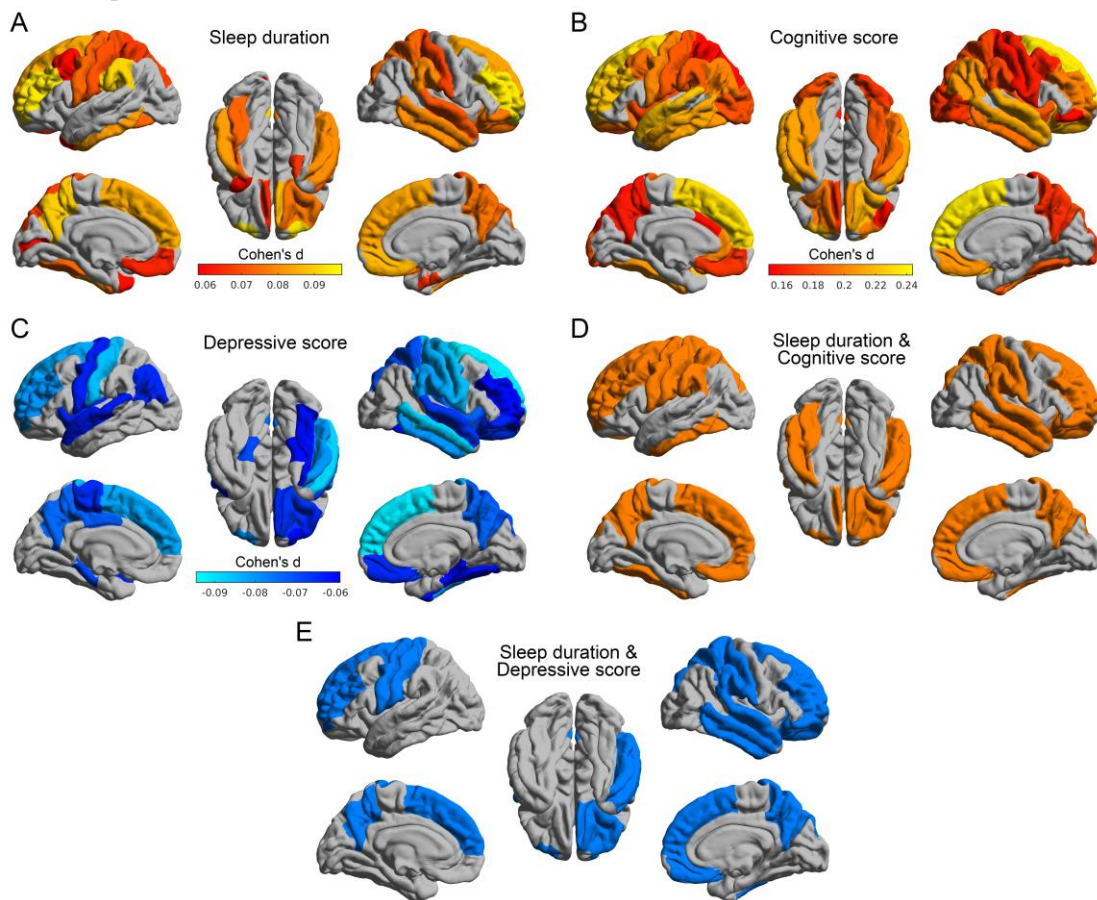 A
Sleep duration
Cohen's d
0.06 0.07 0.08 0.09
B
Cognitive score
Cohen's d
0.16 0.18 0.2 0.22 0.24
C
Depressive score
Cohen's d
-0.09 -0.08 -0.07 -0.06
D
Sleep duration &
Cognitive score
E
Sleep duration &
Depressive score